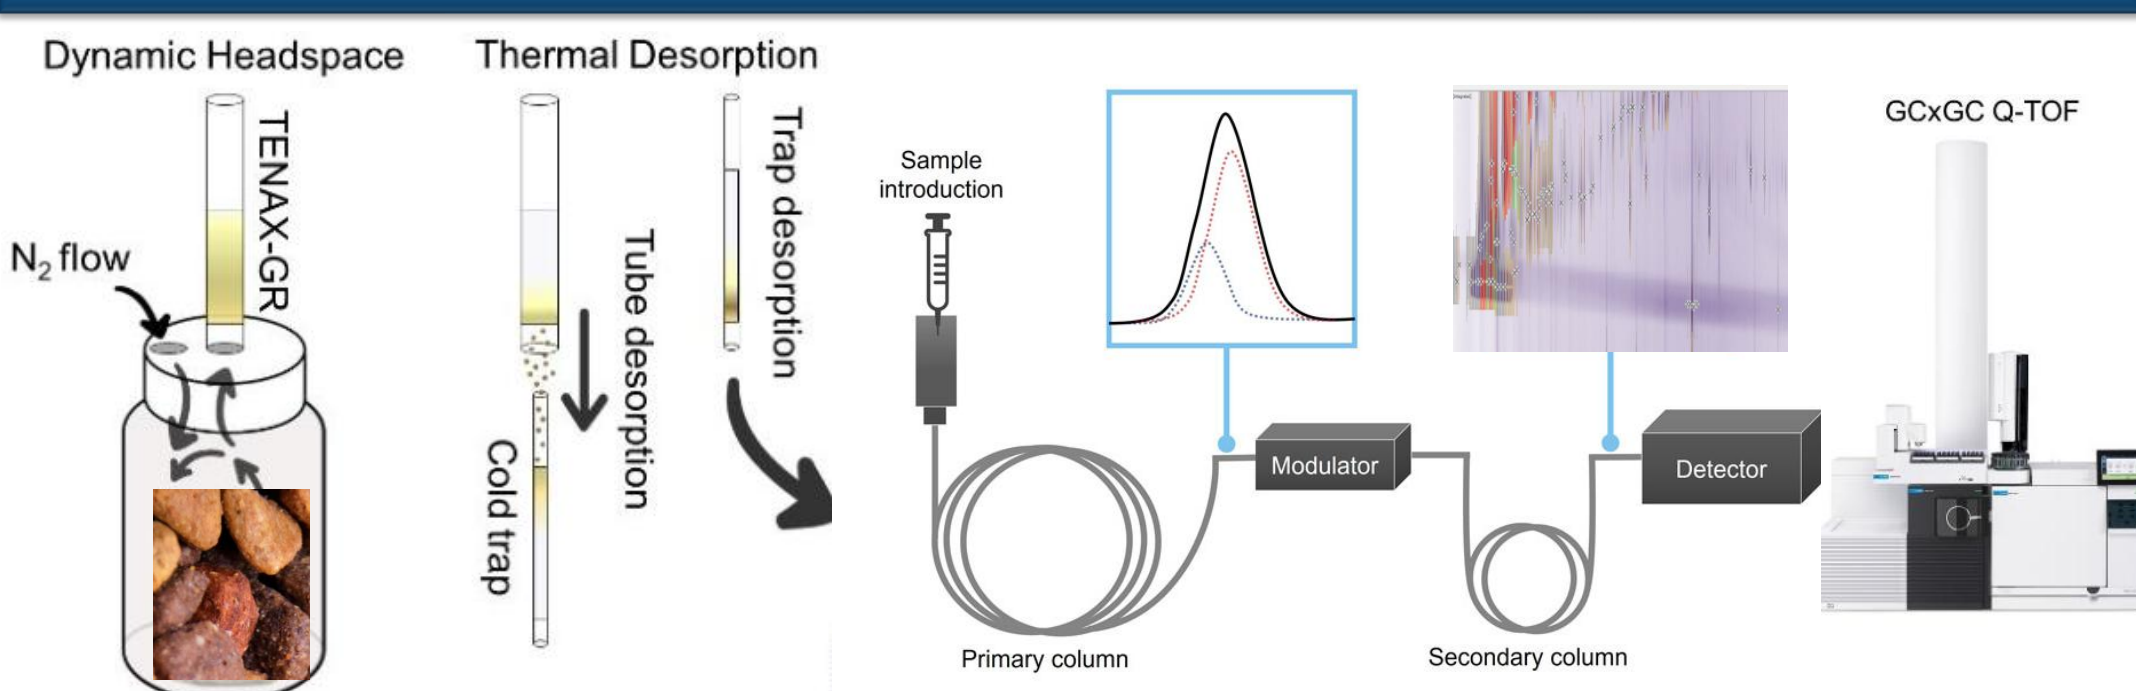 Dynamic Headspace
TENAX-GR
N₂ flow
Thermal Desorption
Tube desorption
Cold trap
Trap desorption
Sample
introduction
Primary column
Modulator
Secondary column
Detector
GCxGC Q-TOF